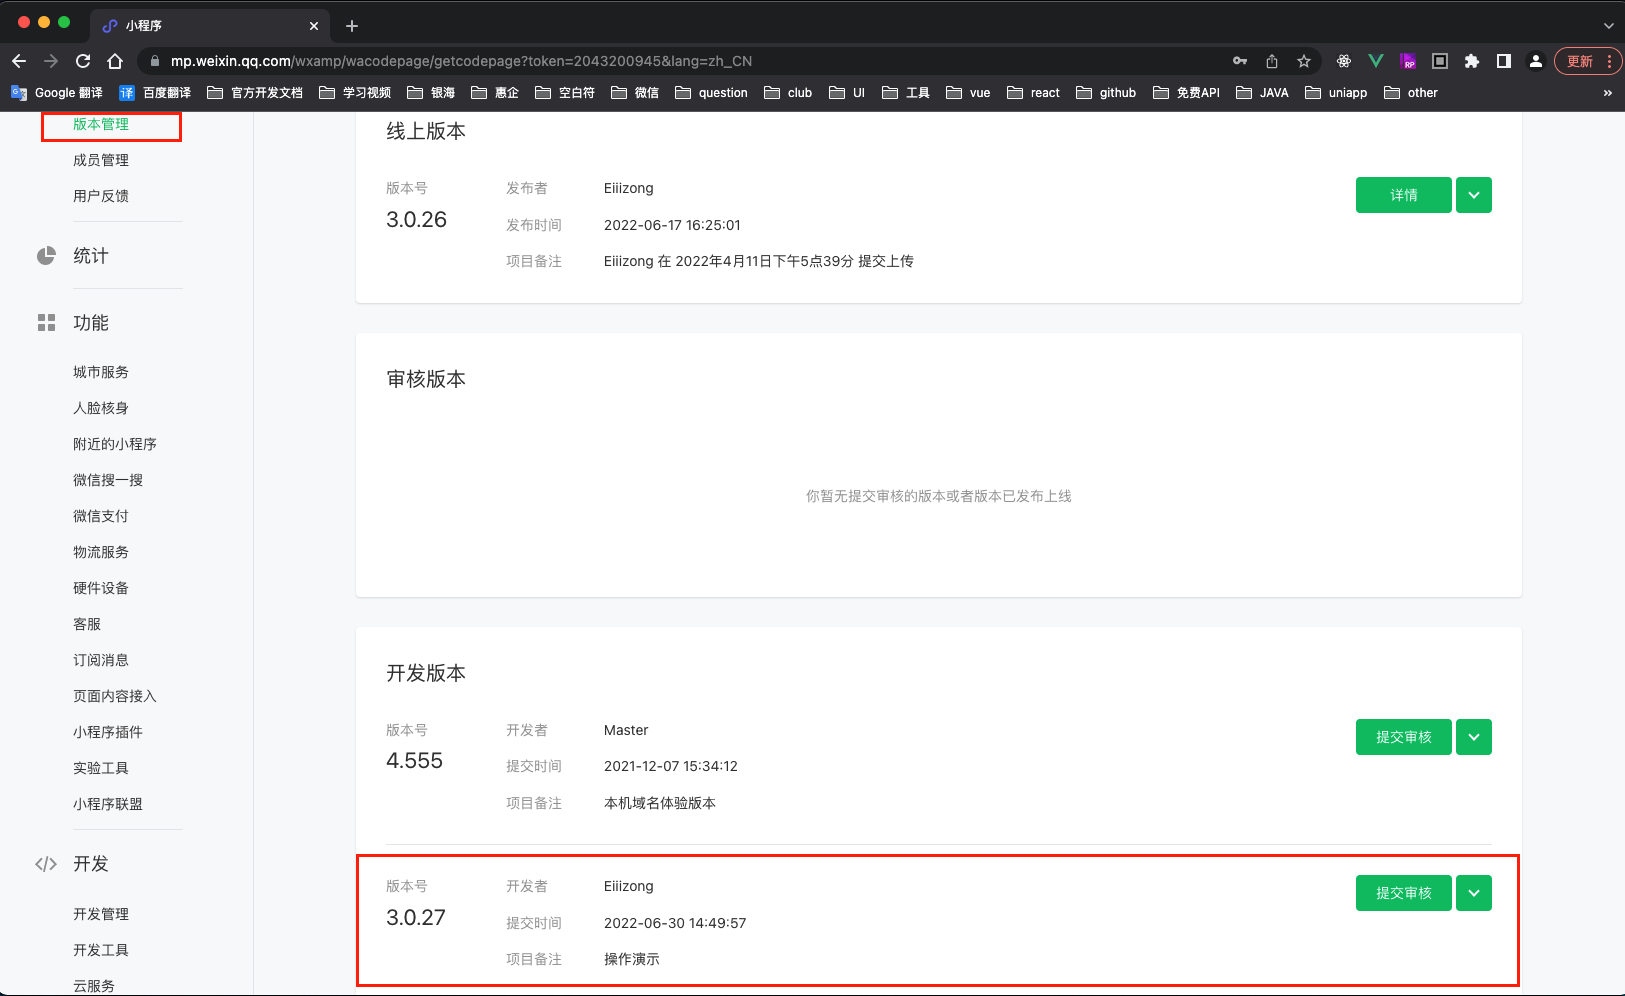 小程序
mp.weixin.qq.com/wxamp/wacodepage/getcodepage?token=2043200945&lang=zh_CN
RP
更新
Google 翻译
译 百度翻译
官方开发文档
学习视频
银海
惠企
空白符
微信
question
club
UI
工具
vue
react
github
免费API
JAVA
uniapp
other
»
版本管理
成员管理
用户反馈
统计
功能
城市服务
人脸核身
附近的小程序
微信搜一搜
微信支付
物流服务
硬件设备
客服
订阅消息
页面内容接入
小程序插件
实验工具
小程序联盟
开发
开发管理
开发工具
云服务
线上版本
版本号
3.0.26
发布者 Eiiizong
发布时间 2022-06-17 16:25:01
项目备注 Eiiizong 在 2022年4月11日下午5点39分 提交上传
详情
审核版本
你暂无提交审核的版本或者版本已发布上线
开发版本
版本号
4.555
开发者 Master
提交时间 2021-12-07 15:34:12
项目备注 本机域名体验版本
提交审核
版本号
3.0.27
开发者 Eiiizong
提交时间 2022-06-30 14:49:57
项目备注 操作演示
提交审核